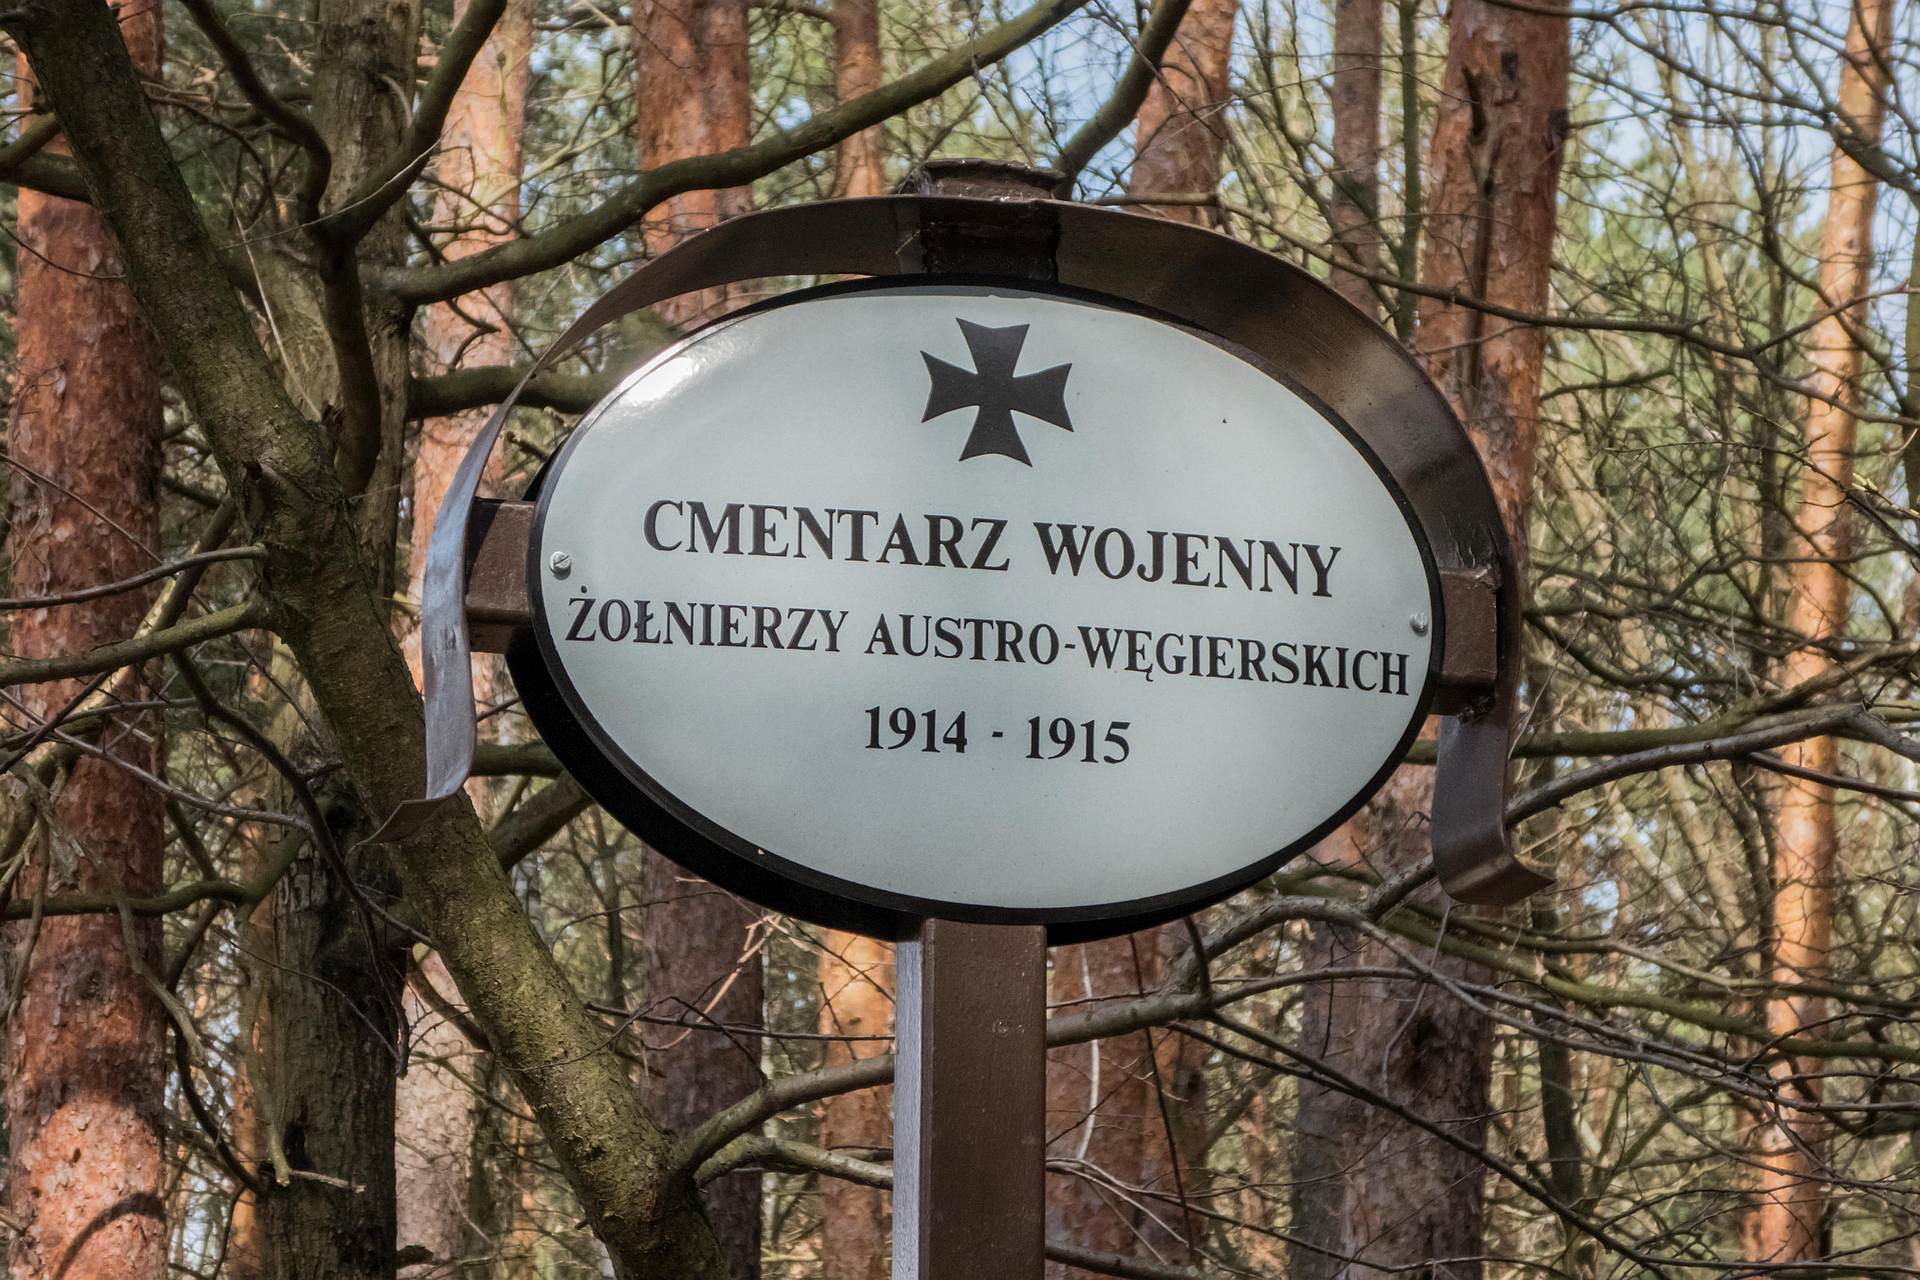 CMENTARZ WOJENNY
ŻOŁNIERZY AUSTRO-WĘGIERSKICH
1914 - 1915